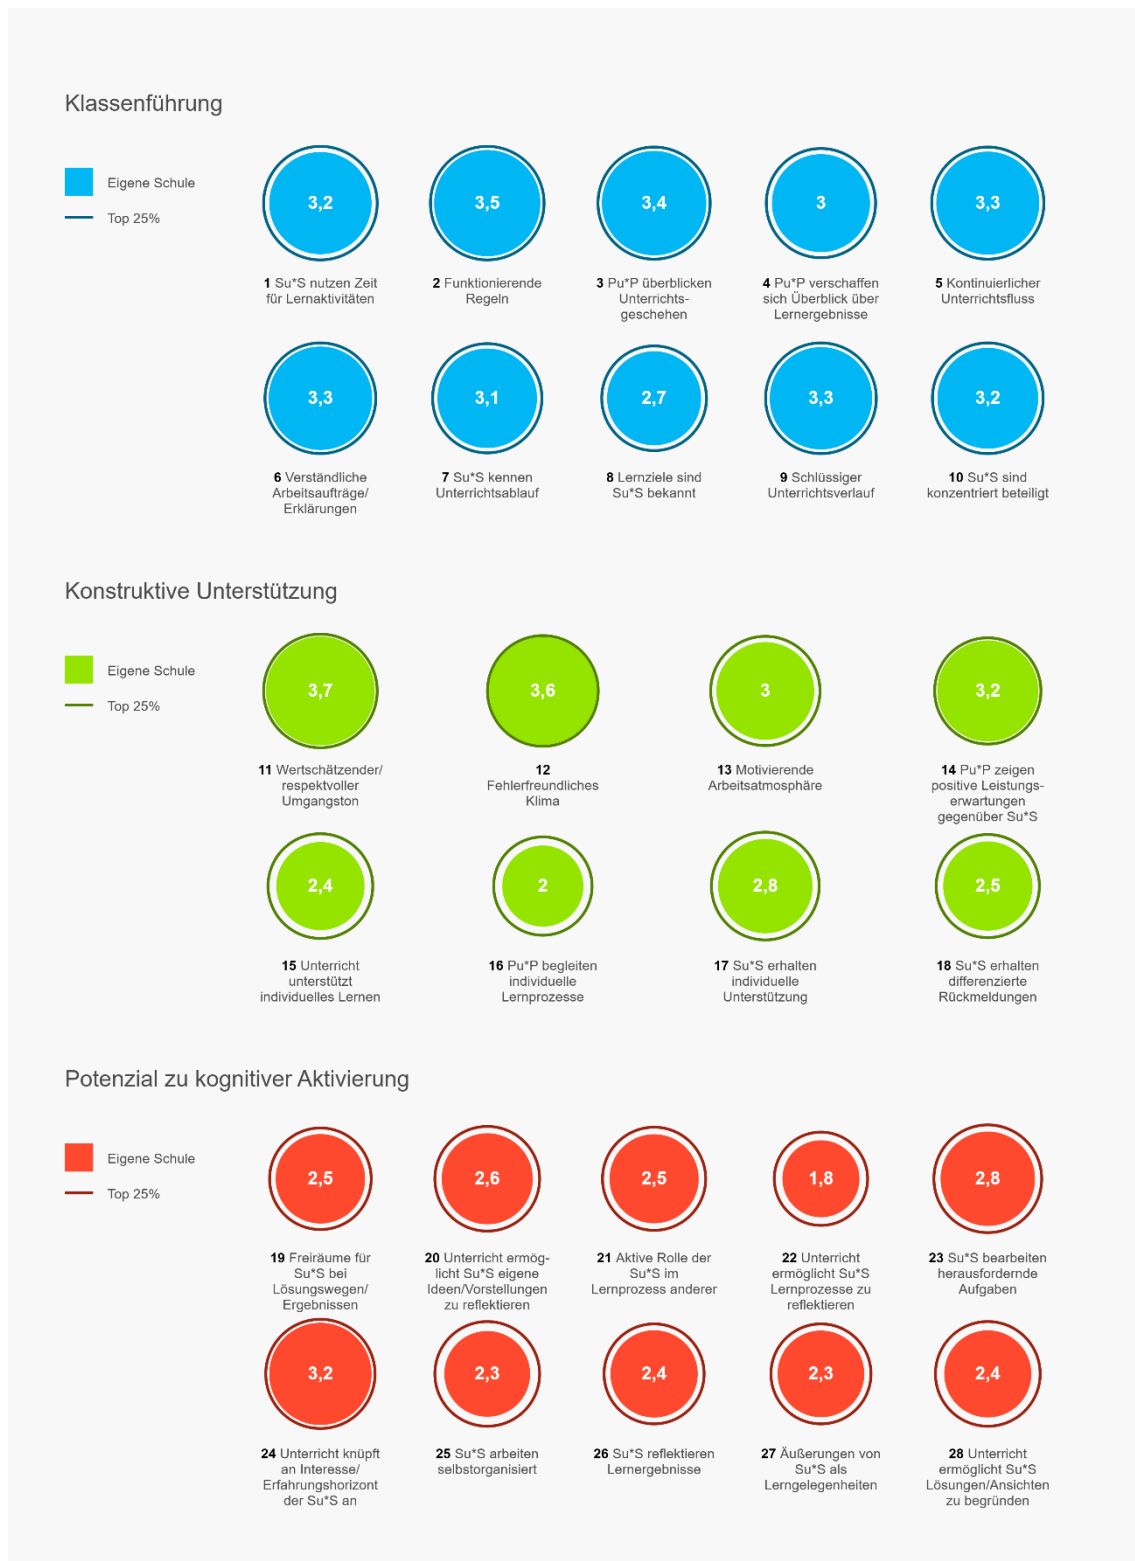 Klassenführung
Eigene Schule
Top 25%
3,2
3,5
3,4
3
3,3
1 Su*S nutzen Zeit
für Lernaktivitäten
2 Funktionierende
Regeln
3 Pu*P überblicken
Unterrichts-
geschehen
4 Pu*P verschaffen
sich Überblick über
Lernergebnisse
5 Kontinuierlicher
Unterrichtsfluss
3,3
3,1
2,7
3,3
3,2
6 Verständliche
Arbeitsaufträge/
Erklärungen
7 Su*S kennen
Unterrichtsablauf
8 Lernziele sind
Su*S bekannt
9 Schlüssiger
Unterrichtsverlauf
10 Su*S sind
konzentriert beteiligt
Konstruktive Unterstützung
Eigene Schule
Top 25%
3,7
3,6
3
3,2
11 Wertschätzender/
respektvoller
Umgangston
12
Fehlerfreundliches
Klima
13 Motivierende
Arbeitsatmosphäre
14 Pu*P zeigen
positive Leistungs-
erwartungen
gegenüber Su*S
2,4
2
2,8
2,5
15 Unterricht
unterstützt
individuelles Lernen
16 Pu*P begleiten
individuelle
Lernprozesse
17 Su*S erhalten
individuelle
Unterstützung
18 Su*S erhalten
differenzierte
Rückmeldungen
Potenzial zu kognitiver Aktivierung
Eigene Schule
Top 25%
2,5
2,6
2,5
1,8
2,8
19 Freiräume für
Su*S bei
Lösungswegen/
Ergebnissen
20 Unterricht ermög-
licht Su*S eigene
Ideen/Vorstellungen
zu reflektieren
21 Aktive Rolle der
Su*S im
Lernprozess anderer
22 Unterricht
ermöglicht Su*S
Lernprozesse zu
reflektieren
23 Su*S bearbeiten
herausfordernde
Aufgaben
3,2
2,3
2,4
2,3
2,4
24 Unterricht knüpft
an Interesse/
Erfahrungshorizont
der Su*S an
25 Su*S arbeiten
selbstorganisiert
26 Su*S reflektieren
Lernergebnisse
27 Äußerungen von
Su*S als
Lerngelegenheiten
28 Unterricht
ermöglicht Su*S
Lösungen/Ansichten
zu begründen